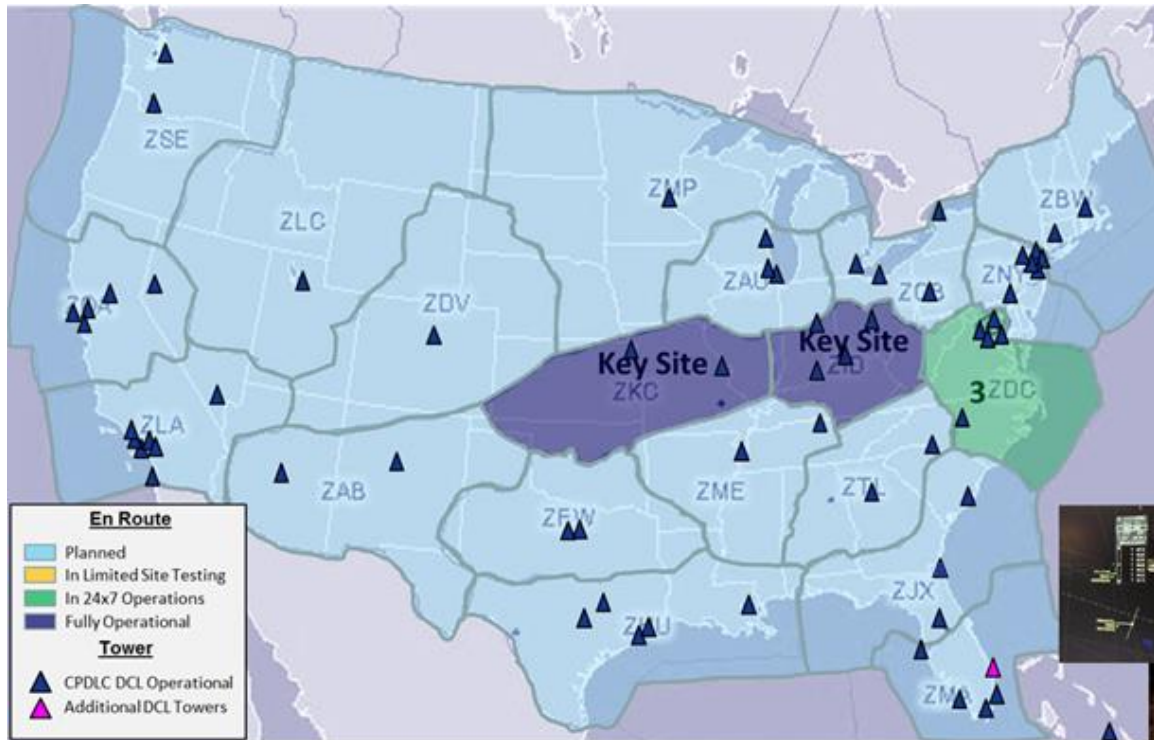 ZSE
ZLC
ZMP
ZBW
ZOA
ZDV
ZAU
ZOB
ZNY
Key Site
ZKC
Key Site
ZID
3
ZDC
ZLA
ZAB
ZFW
ZME
ZTL
ZHU
ZJX
ZMA
En Route
Planned
In Limited Site Testing
In 24x7 Operations
Fully Operational
Tower
CPDLC DCL Operational
Additional DCL Towers